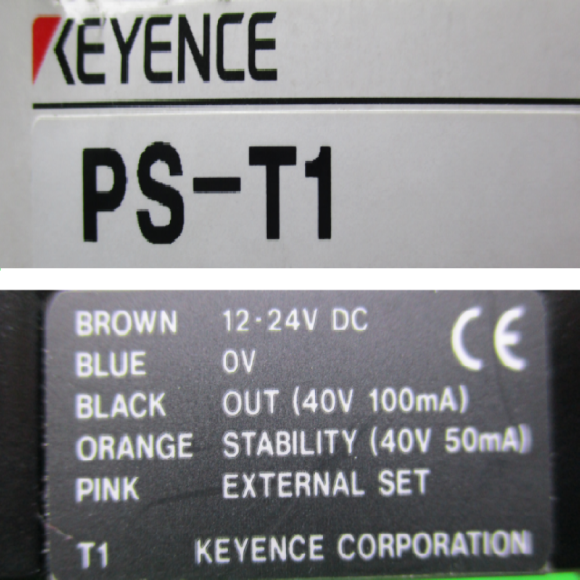 KEYENCE
PS-T1
BROWN 12·24V DC
CE
BLUE 0V
BLACK OUT (40V 100mA)
ORANGE STABILITY (40V 50mA)
PINK EXTERNAL SET
T1 KEYENCE CORPORATION